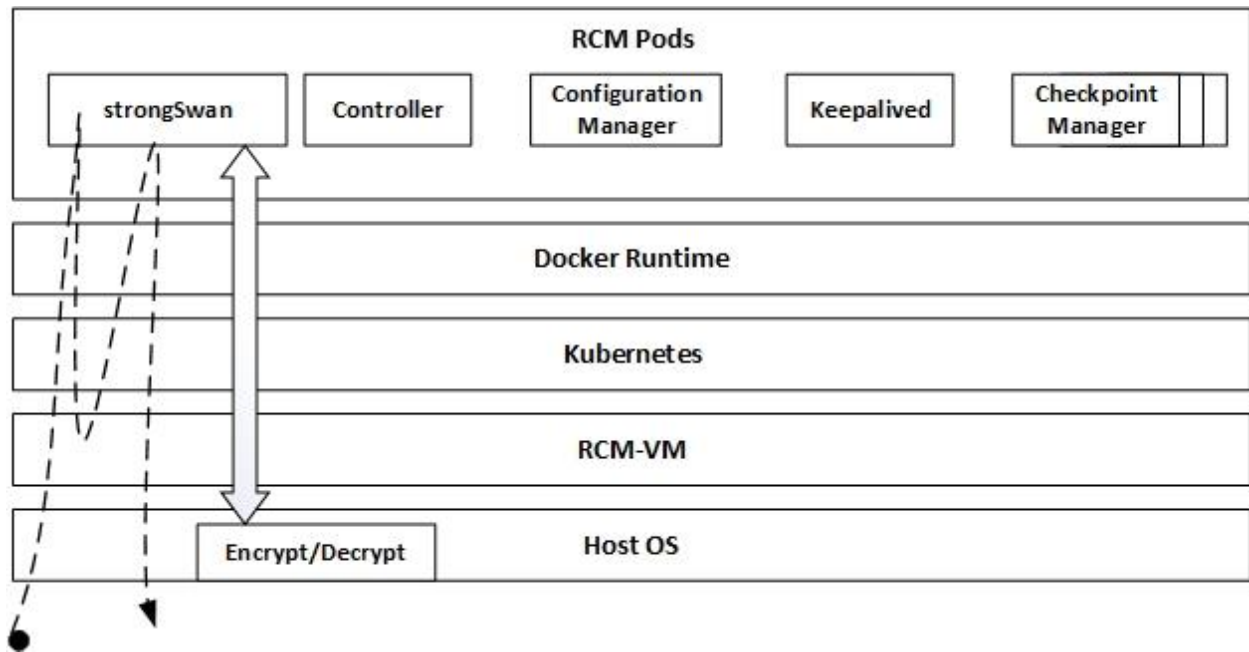 RCM Pods
strongSwan
Controller
Configuration
Manager
Keepalived
Checkpoint
Manager
Docker Runtime
Kubernetes
RCM-VM
Host OS
Encrypt/Decrypt